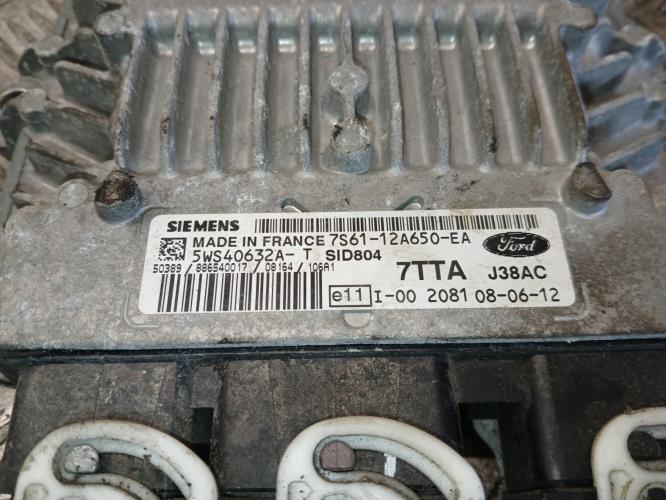 SIEMENS
MADE IN FRANCE 7S61-12A650-EA
5WS40632A-T SID804
50389 / 886540017 / 08164 / 106A1
7TTA J38AC
Ford
e11 I-00 2081 08-06-12